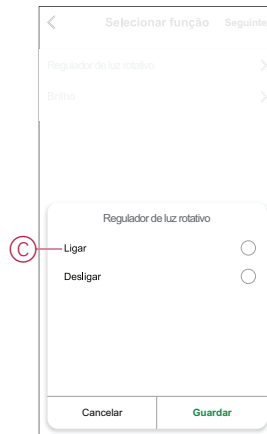 Selecionar função Seguinte
Regulador de luz rotativo
Brilho
Regulador de luz rotativo
C
Ligar
Desligar
Cancelar Guardar